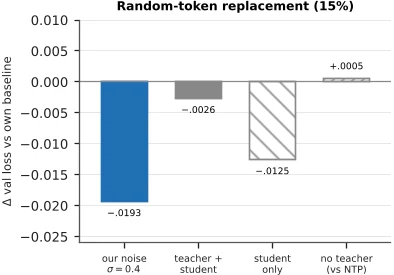 Random-token replacement (15%)
Δ val loss vs own baseline
0.010
0.005
0.000
−0.005
−0.010
−0.015
−0.020
−0.025
−.0193
−.0026
−.0125
+.0005
our noise
σ = 0.4
teacher +
student
student
only
no teacher
(vs NTP)